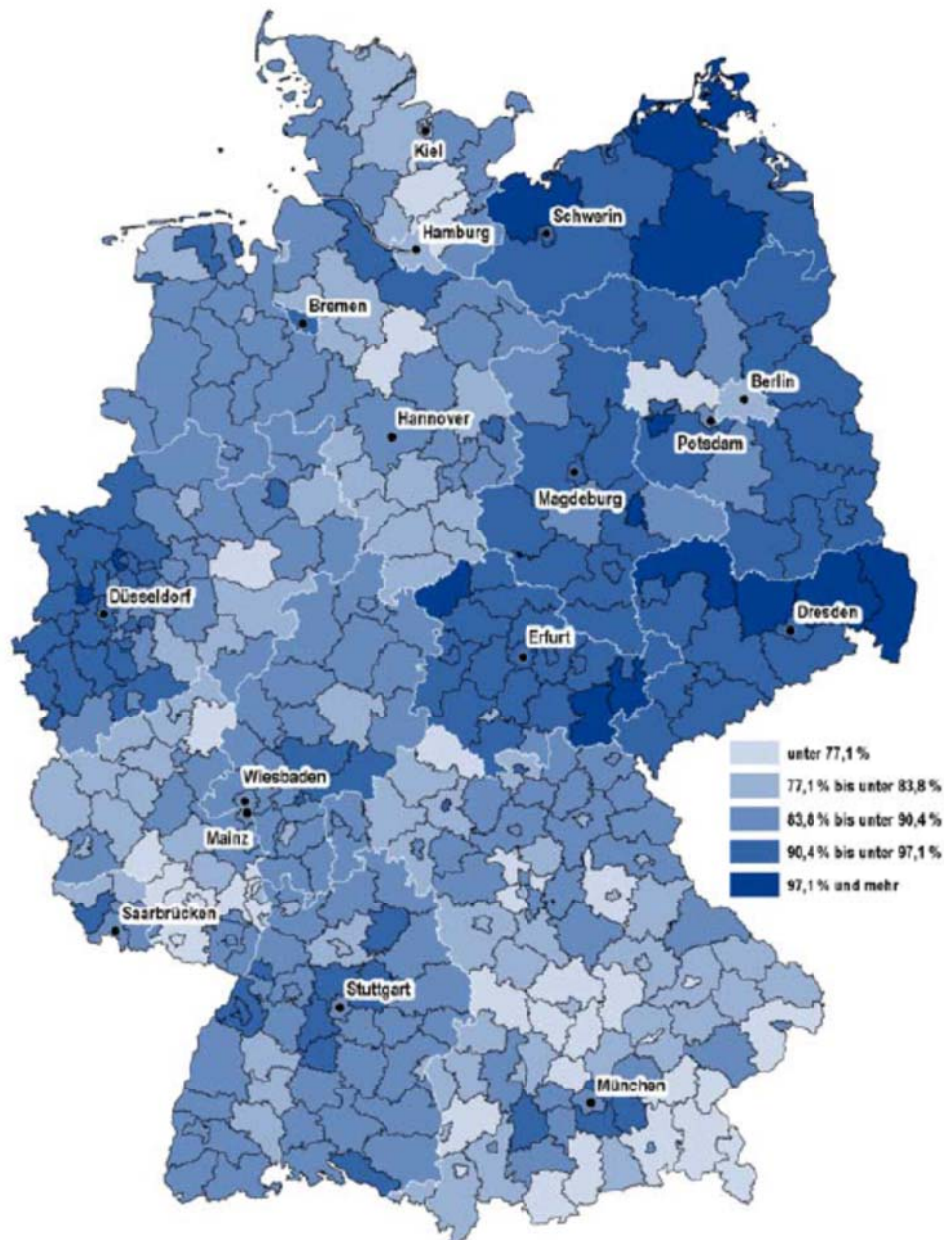 Kiel
Schwerin
Hamburg
Bremen
Berlin
Hannover
Potsdam
Magdeburg
Düsseldorf
Dresden
Erfurt
unter 77,1 %
Wiesbaden
77,1 % bis unter 83,8 %
83,8 % bis unter 90,4 %
Mainz
90,4 % bis unter 97,1 %
97,1 % und mehr
Saarbrücken
Stuttgart
München